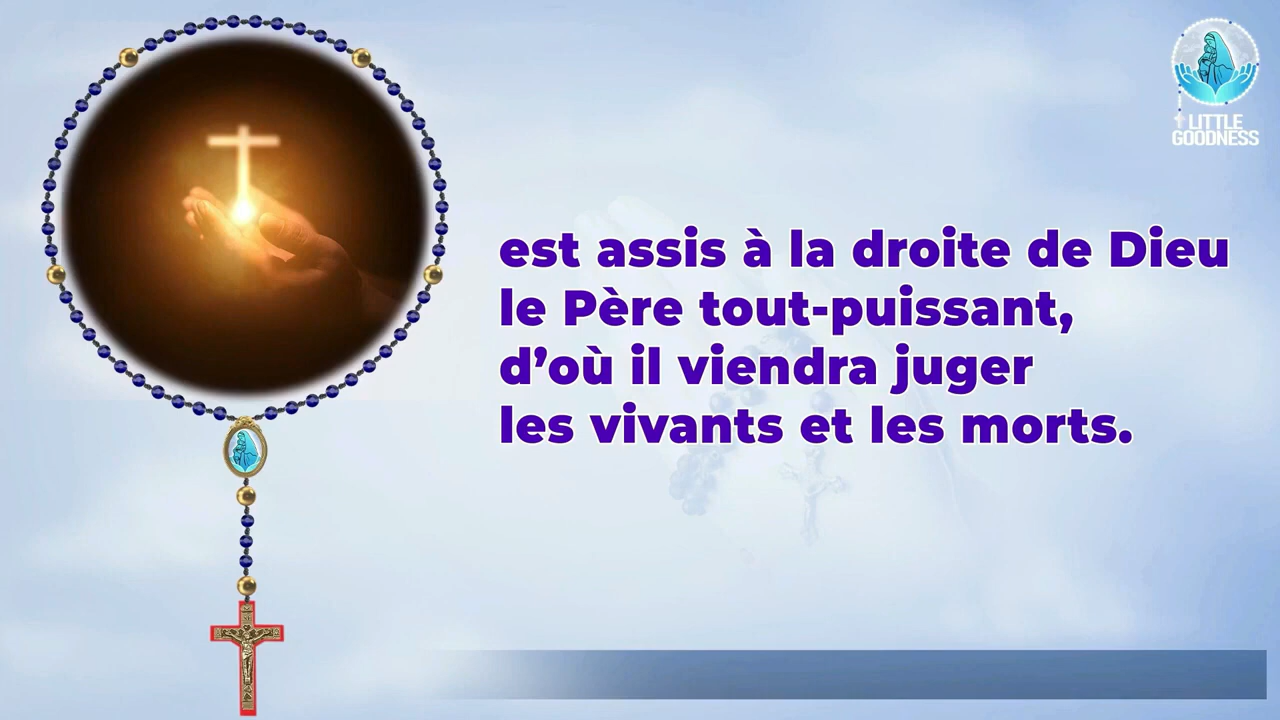 LITTLE
GOODNESS
est assis à la droite de Dieu
le Père tout-puissant,
d’où il viendra juger
les vivants et les morts.